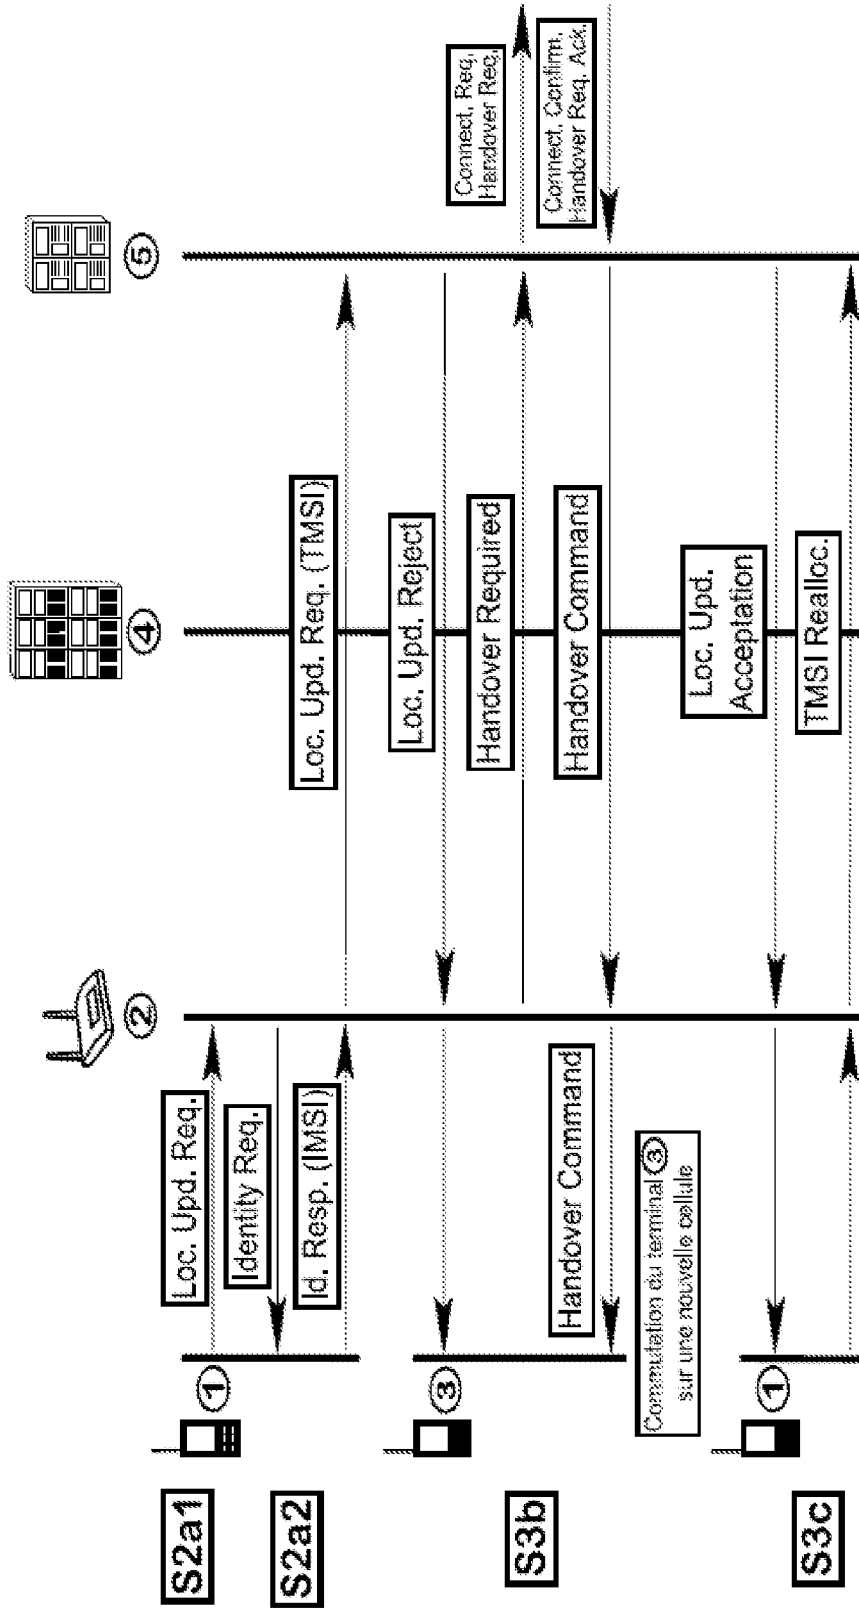 S2a1
S2a2
S3b
S3c
1
3
1
2
4
5
Loc. Upd. Req.
Identity Req.
Id. Resp. (IMSI)
Loc. Upd. Req. (TMSI)
Loc. Upd. Reject
Handover Required
Connect. Req.
Handover Req.
Connect. Confirm.
Handover Req. Ack.
Handover Command
Handover Command
Commutation du terminal 3
sur une nouvelle cellule
Loc. Upd.
Acceptation
TMSI Realloc.